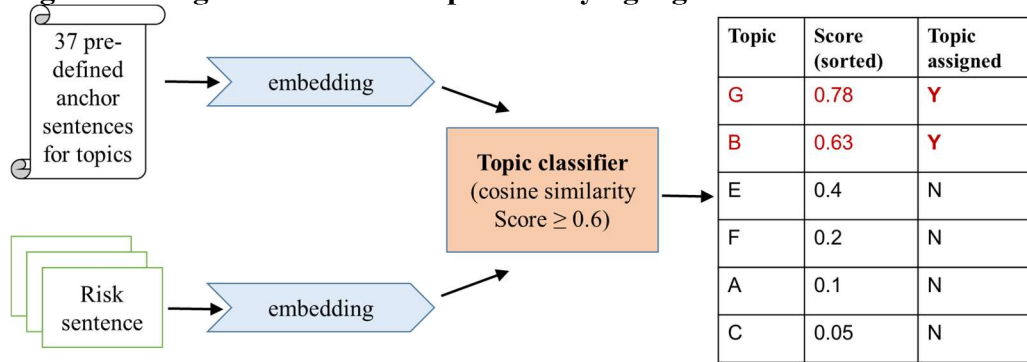 37 pre-
defined
anchor
sentences
for topics
embedding
Risk
sentence
embedding
Topic classifier
(cosine similarity
Score ≥ 0.6)
Topic Score (sorted) Topic assigned
G 0.78 Y
B 0.63 Y
E 0.4 N
F 0.2 N
A 0.1 N
C 0.05 N